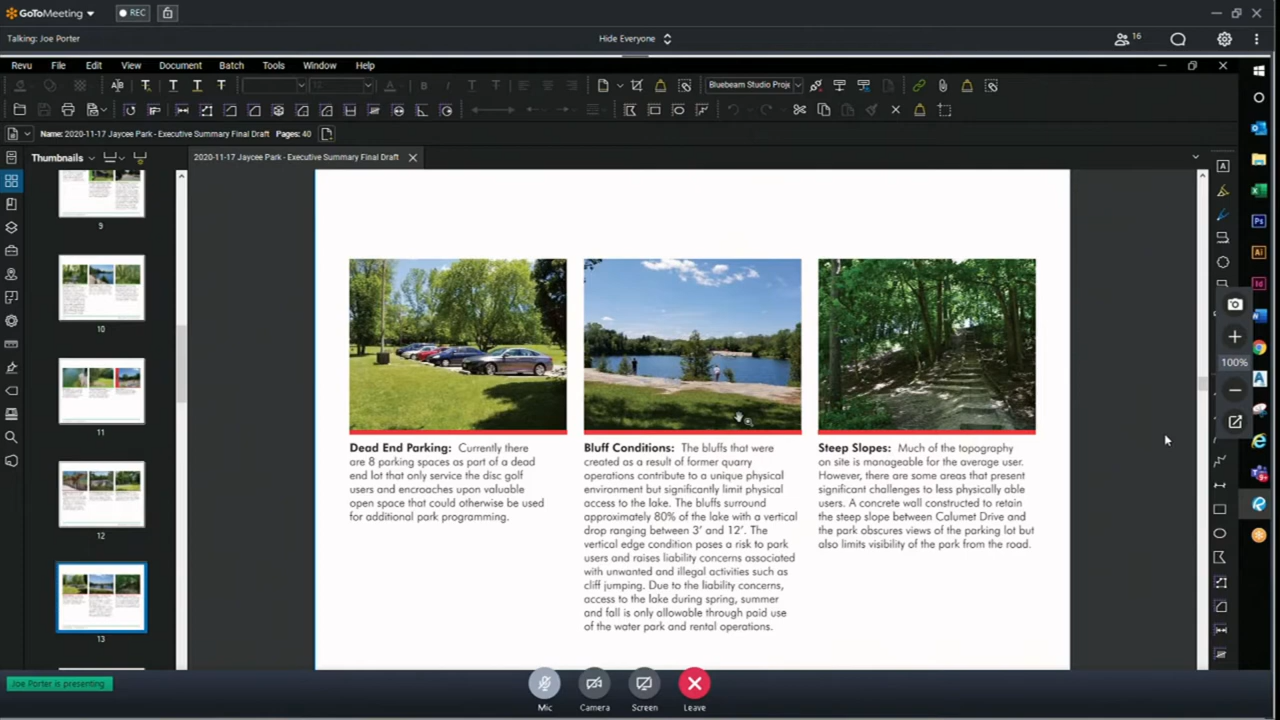 GoToMeeting
REC
Talking: Joe Porter
Hide Everyone
16
Revu File Edit View Document Batch Tools Window Help
Bluebeam Studio Proje
Name: 2020-11-17 Jaycee Park - Executive Summary Final Draft Pages: 40
Thumbnails
2020-11-17 Jaycee Park - Executive Summary Final Draft
9
10
11
12
13
100%
Dead End Parking: Currently there
are 8 parking spaces as part of a dead
end lot that only service the disc golf
users and encroaches upon valuable
open space that could otherwise be used
for additional park programming.
Bluff Conditions: The bluffs that were
created as a result of former quarry
operations contribute to a unique physical
environment but significantly limit physical
access to the lake. The bluffs surround
approximately 80% of the lake with a vertical
drop ranging between 3' and 12'. The
vertical edge condition poses a risk to park
users and raises liability concerns associated
with unwanted and illegal activities such as
cliff jumping. Due to the liability concerns,
access to the lake during spring, summer
and fall is only allowable through paid use
of the water park and rental operations.
Steep Slopes: Much of the topography
on site is manageable for the average user.
However, there are some areas that present
significant challenges to less physically able
users. A concrete wall constructed to retain
the steep slope between Calumet Drive and
the park obscures views of the parking lot but
also limits visibility of the park from the road.
Joe Porter is presenting
Mic
Camera
Screen
Leave